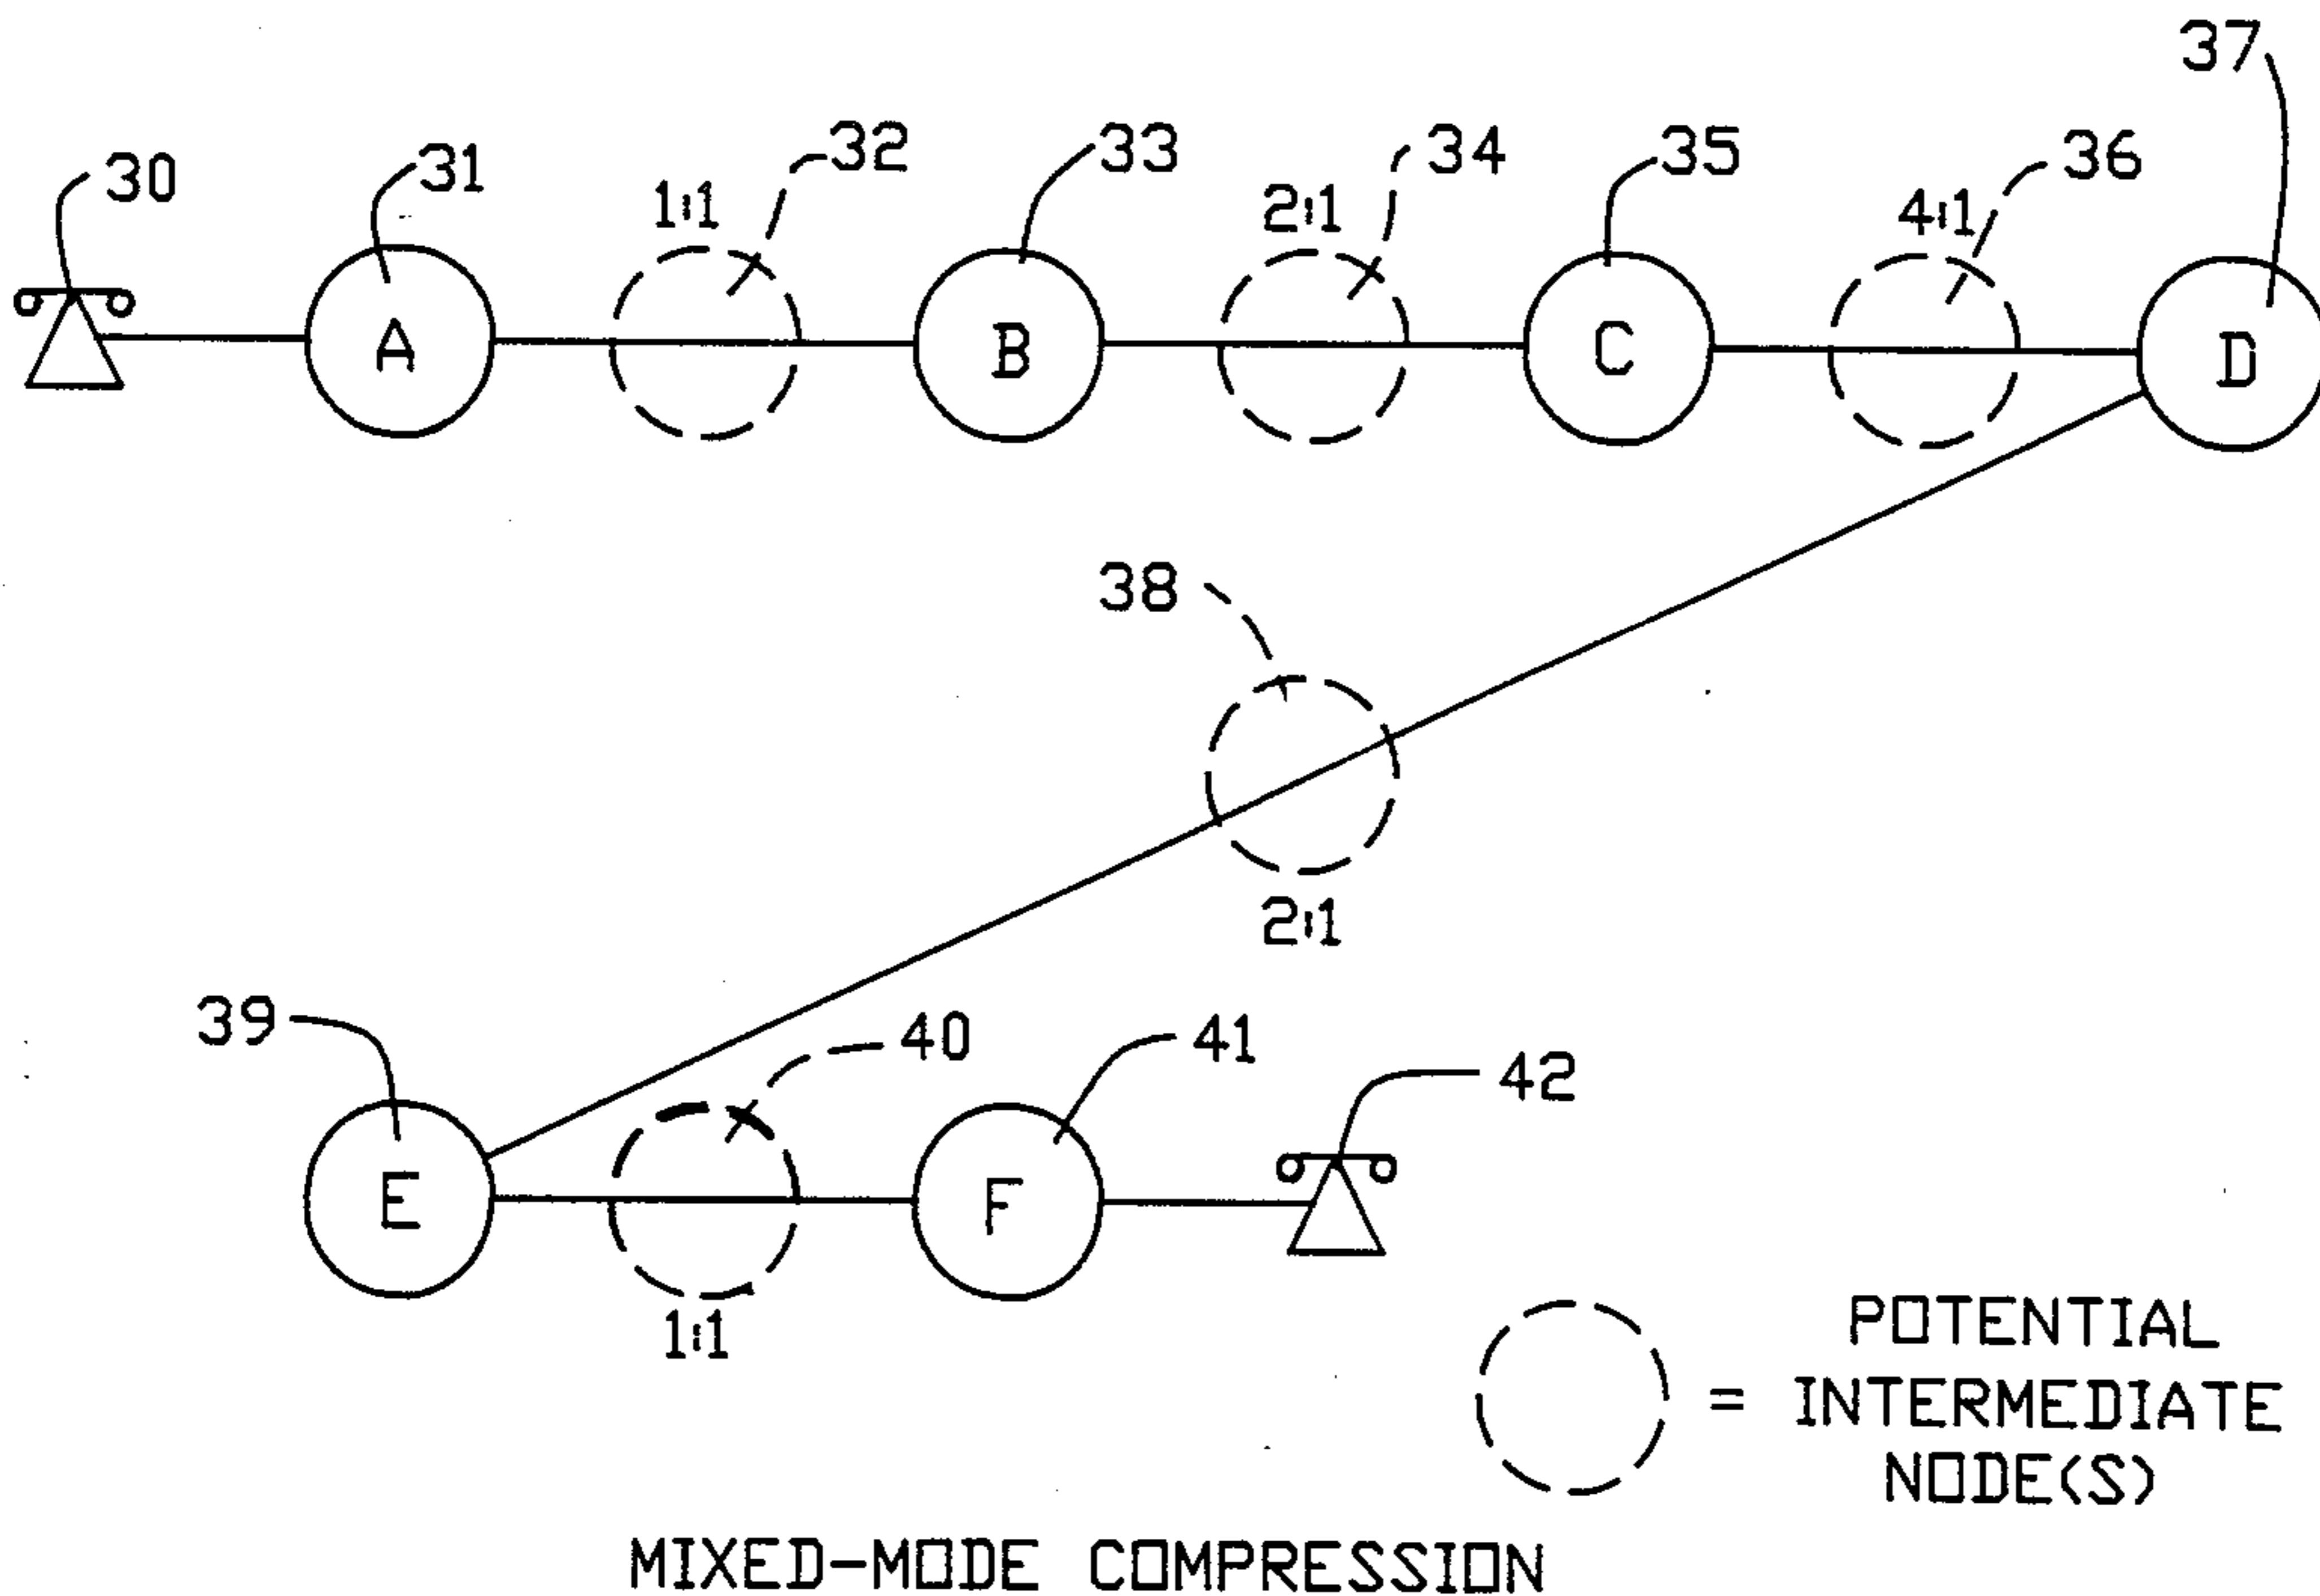 37
30 31 32 33 34 35 36
1:1 2:1 4:1
A B C D
38
2:1
39 40 41 42
E F
1:1
POTENTIAL
= INTERMEDIATE
NODE(S)
MIXED-MODE COMPRESSION